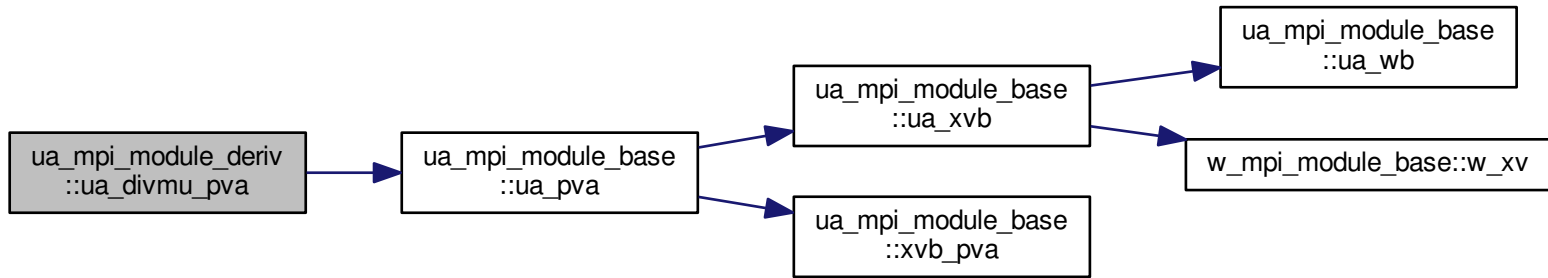 ua_mpi_module_deriv
::ua_divmu_pva
ua_mpi_module_base
::ua_pva
ua_mpi_module_base
::ua_xvb
ua_mpi_module_base
::ua_wb
w_mpi_module_base::w_xv
ua_mpi_module_base
::xvb_pva